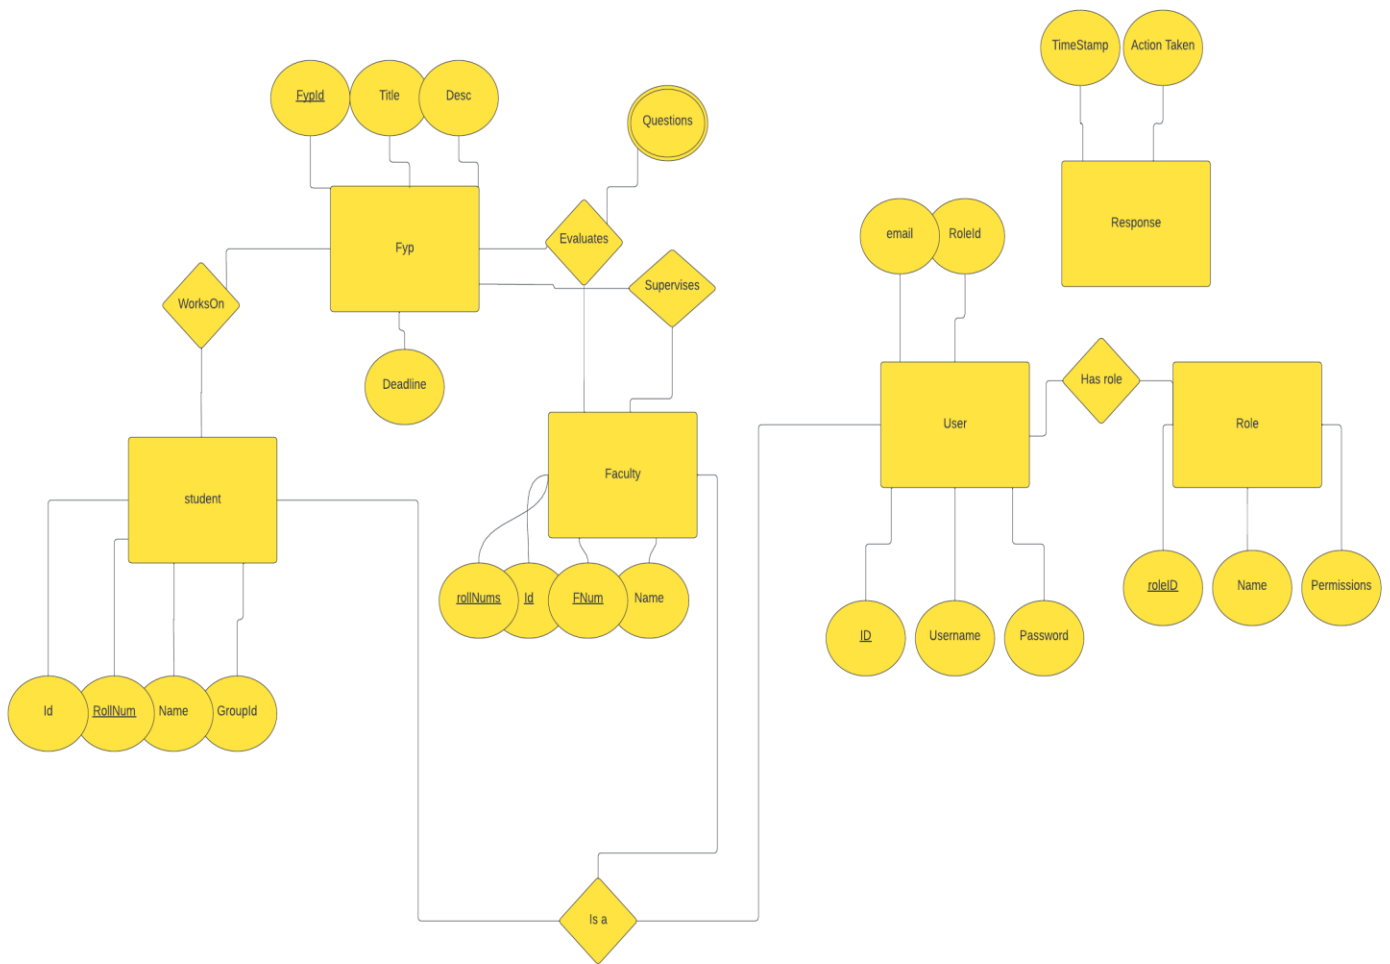 TimeStamp
Action Taken
FypId
Title
Desc
Questions
Response
email
RoleId
Evaluates
Fyp
Supervises
WorksOn
Has role
Deadline
User
Role
Faculty
student
roleID
Name
Permissions
rollNums
Id
FNum
Name
ID
Username
Password
Id
RollNum
Name
GroupId
Is a